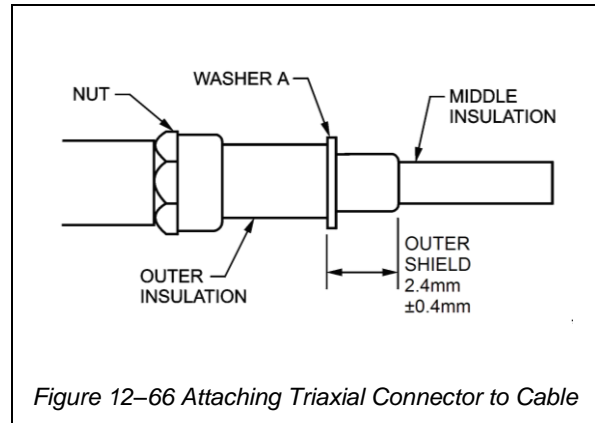 WASHER A
NUT
MIDDLE
INSULATION
OUTER
INSULATION
OUTER
SHIELD
2.4mm
±0.4mm
Figure 12–66 Attaching Triaxial Connector to Cable